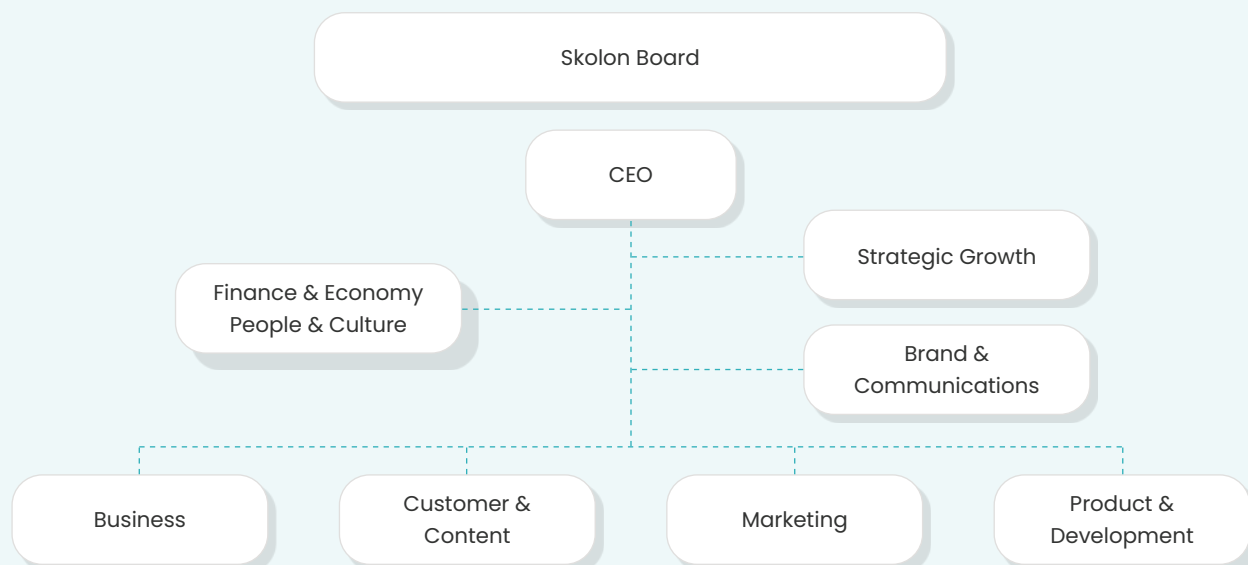 Skolon Board
CEO
Strategic Growth
Finance & Economy
People & Culture
Brand &
Communications
Business
Customer &
Content
Marketing
Product &
Development